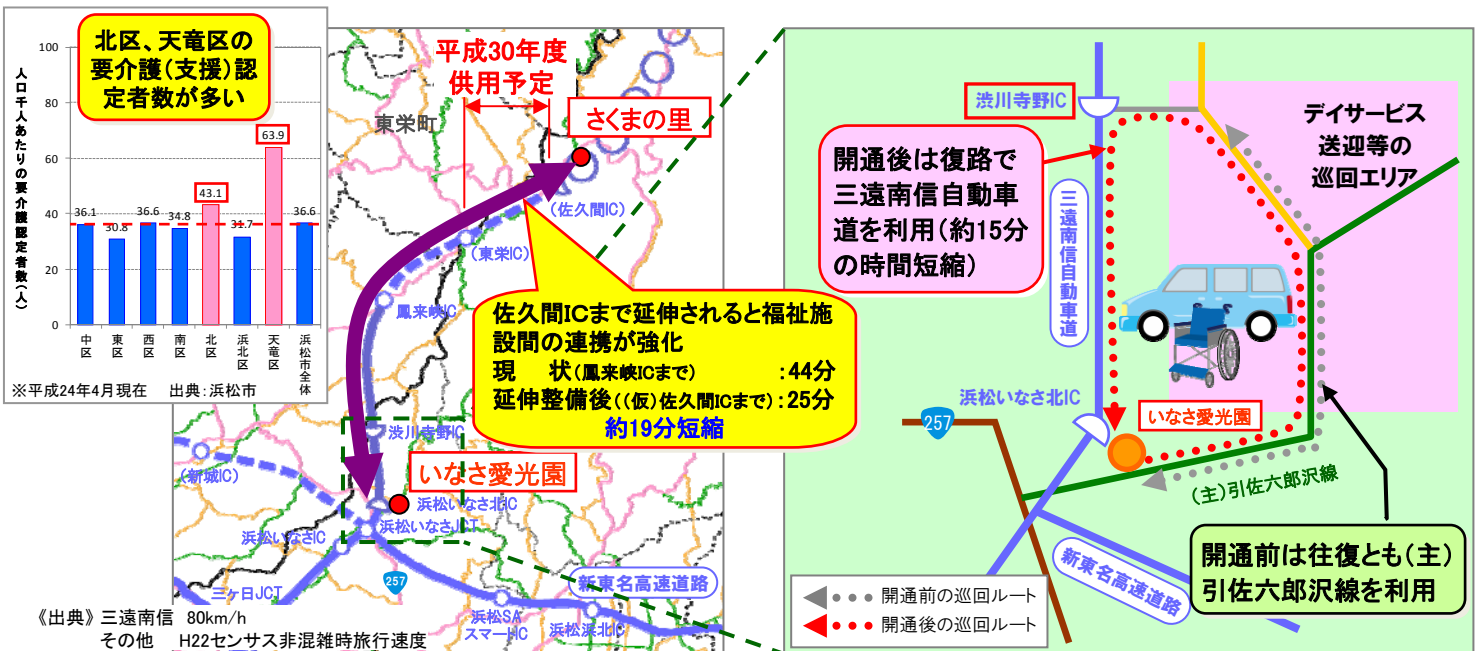 北区、天竜区の
要介護(支援)認
定者数が多い
人口千人あたりの要介護認定者数(人)
100
80
60
40
20
0
36.1
30.8
36.6
34.8
43.1
31.7
63.9
36.6
中区
東区
西区
南区
北区
浜北区
天竜区
浜松市全体
※平成24年4月現在 出典:浜松市
平成30年度
供用予定
東栄町
さくまの里
(佐久間IC)
(東栄IC)
鳳来峡IC
佐久間ICまで延伸されると福祉施
設間の連携が強化
現 状(鳳来峡ICまで) :44分
延伸整備後((仮)佐久間ICまで):25分
約19分短縮
渋川寺野IC
いなさ愛光園
(新城IC)
浜松いなさ北IC
浜松いなさJCT
浜松いなさIC
257
三ヶ日JCT
新東名高速道路
浜松SA
スマートIC
浜松浜北IC
《出典》三遠南信 80km/h
その他 H22センサス非混雑時旅行速度
渋川寺野IC
デイサービス
送迎等の
巡回エリア
開通後は復路で
三遠南信自動車
道を利用(約15分
の時間短縮)
三遠南信自動車道
浜松いなさ北IC
257
いなさ愛光園
(主)引佐六郎沢線
開通前は往復とも(主)
引佐六郎沢線を利用
新東名高速道路
開通前の巡回ルート
開通後の巡回ルート